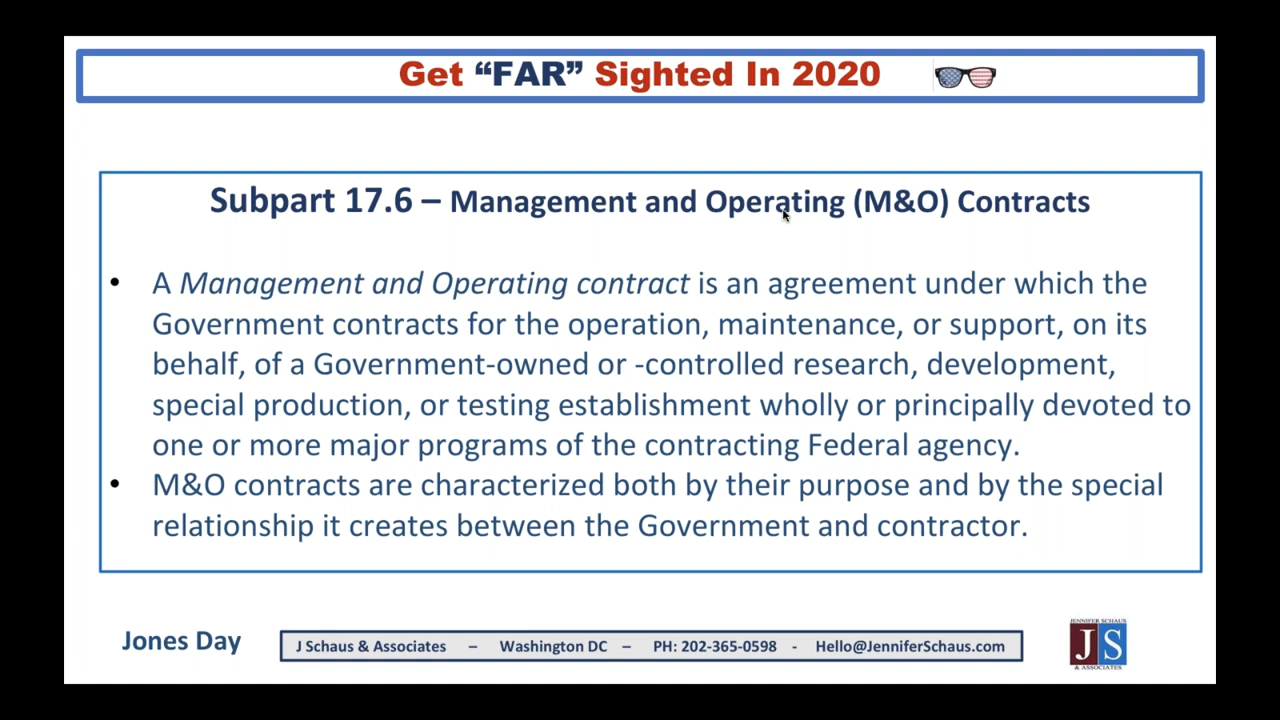 Get “FAR” Sighted In 2020
Subpart 17.6 – Management and Operating (M&O) Contracts
• A Management and Operating contract is an agreement under which the
Government contracts for the operation, maintenance, or support, on its
behalf, of a Government-owned or -controlled research, development,
special production, or testing establishment wholly or principally devoted to
one or more major programs of the contracting Federal agency.
• M&O contracts are characterized both by their purpose and by the special
relationship it creates between the Government and contractor.
Jones Day
J Schaus & Associates – Washington DC – PH: 202-365-0598 - Hello@JenniferSchaus.com
JENNIFER SCHAUS
JS
& ASSOCIATES